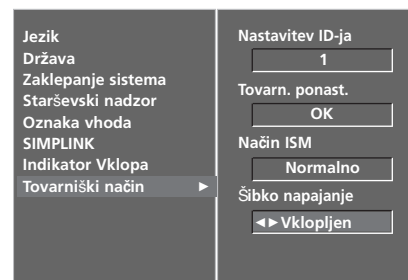 Jezik
Država
Zaklepanje sistema
Starševski nadzor
Oznaka vhoda
SIMPLINK
Indikator Vklopa
Tovarniški način ►
Nastavitev ID-ja
1
Tovarn. ponast.
OK
Način ISM
Normalno
Šibko napajanje
◄► Vklopljen